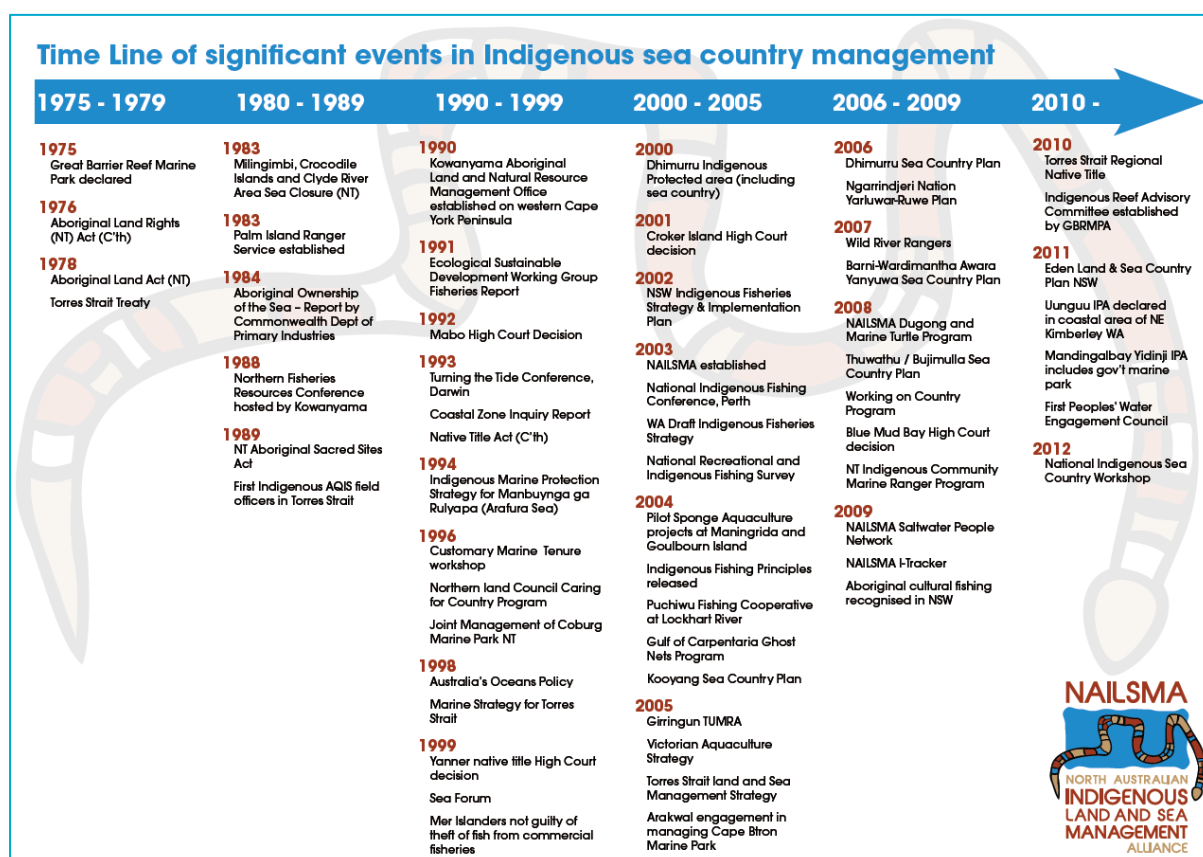 Time Line of significant events in Indigenous sea country management
1975 - 1979
1980 - 1989
1990 - 1999
2000 - 2005
2006 - 2009
2010 -
1975
Great Barrier Reef Marine
Park declared
1976
Aboriginal Land Rights
(NT) Act (C'th)
1978
Aboriginal Land Act (NT)
Torres Strait Treaty
1983
Milingimbi, Crocodile
Islands and Clyde River
Area Sea Closure (NT)
1983
Palm Island Ranger
Service established
1984
Aboriginal Ownership
of the Sea – Report by
Commonwealth Dept of
Primary Industries
1988
Northern Fisheries
Resources Conference
hosted by Kowanyama
1989
NT Aboriginal Sacred Sites
Act
First Indigenous AQIS field
officers in Torres Strait
1990
Kowanyama Aboriginal
Land and Natural Resource
Management Office
established on western Cape
York Peninsula
1991
Ecological Sustainable
Development Working Group
Fisheries Report
1992
Mabo High Court Decision
1993
Turning the Tide Conference,
Darwin
Coastal Zone Inquiry Report
Native Title Act (C'th)
1994
Indigenous Marine Protection
Strategy for Manbuynga ga
Rulyapa (Arafura Sea)
1996
Customary Marine Tenure
workshop
Northern land Council Caring
for Country Program
Joint Management of Coburg
Marine Park NT
1998
Australia's Oceans Policy
Marine Strategy for Torres
Strait
1999
Yanner native title High Court
decision
Sea Forum
Mer Islanders not guilty of
theft of fish from commercial
fisheries
2000
Dhimurru Indigenous
Protected area (including
sea country)
2001
Croker Island High Court
decision
2002
NSW Indigenous Fisheries
Strategy & Implementation
Plan
2003
NAILSMA established
National Indigenous Fishing
Conference, Perth
WA Draft Indigenous Fisheries
Strategy
National Recreational and
Indigenous Fishing Survey
2004
Pilot Sponge Aquaculture
projects at Maningrida and
Goulbourn Island
Indigenous Fishing Principles
released
Puchiwu Fishing Cooperative
at Lockhart River
Gulf of Carpentaria Ghost
Nets Program
Kooyang Sea Country Plan
2005
Girringun TUMRA
Victorian Aquaculture
Strategy
Torres Strait land and Sea
Management Strategy
Arakwal engagement in
managing Cape Btron
Marine Park
2006
Dhimurru Sea Country Plan
Ngarrindjeri Nation
Yarluwar-Ruwe Plan
2007
Wild River Rangers
Barni-Wardimantha Awara
Yanyuwa Sea Country Plan
2008
NAILSMA Dugong and
Marine Turtle Program
Thuwathu / Bujimulla Sea
Country Plan
Working on Country
Program
Blue Mud Bay High Court
decision
NT Indigenous Community
Marine Ranger Program
2009
NAILSMA Saltwater People
Network
NAILSMA I-Tracker
Aboriginal cultural fishing
recognised in NSW
2010
Torres Strait Regional
Native Title
Indigenous Reef Advisory
Committee established
by GBRMPA
2011
Eden Land & Sea Country
Plan NSW
Uunguu IPA declared
in coastal area of NE
Kimberley WA
Mandingalbay Yidinji IPA
includes gov't marine
park
First Peoples' Water
Engagement Council
2012
National Indigenous Sea
Country Workshop
NAILSMA
NORTH AUSTRALIAN
INDIGENOUS
LAND AND SEA
MANAGEMENT
ALLIANCE